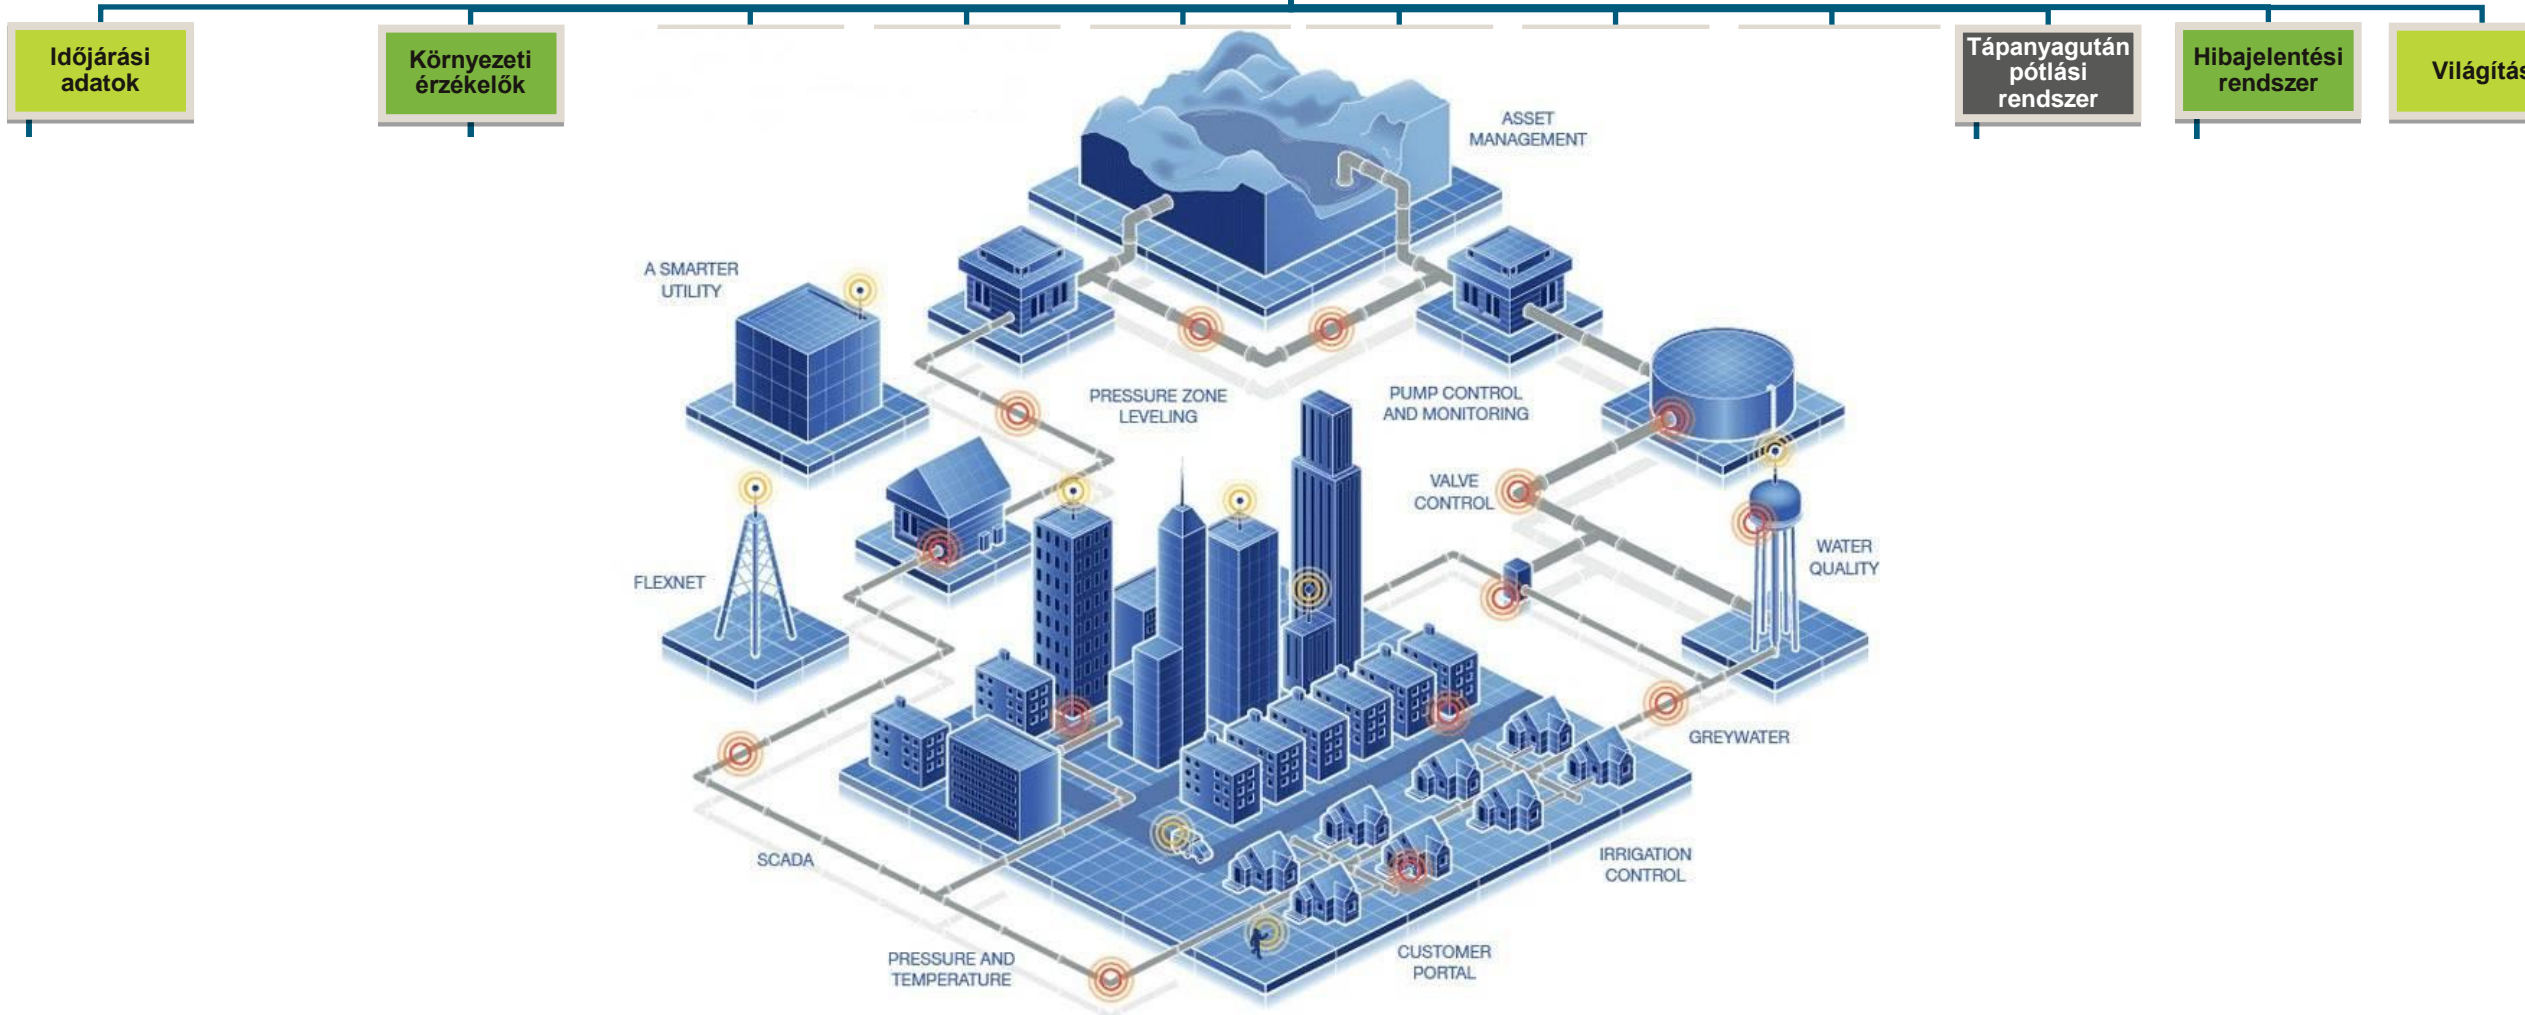 Időjárási
adatok
Környezeti
érzékelők
Tápanyagután
pótlási
rendszer
Hibajelentési
rendszer
Világítás
ASSET
MANAGEMENT
A SMARTER
UTILITY
PRESSURE ZONE
LEVELING
PUMP CONTROL
AND MONITORING
VALVE
CONTROL
WATER
QUALITY
FLEXNET
GREYWATER
SCADA
IRRIGATION
CONTROL
PRESSURE AND
TEMPERATURE
CUSTOMER
PORTAL